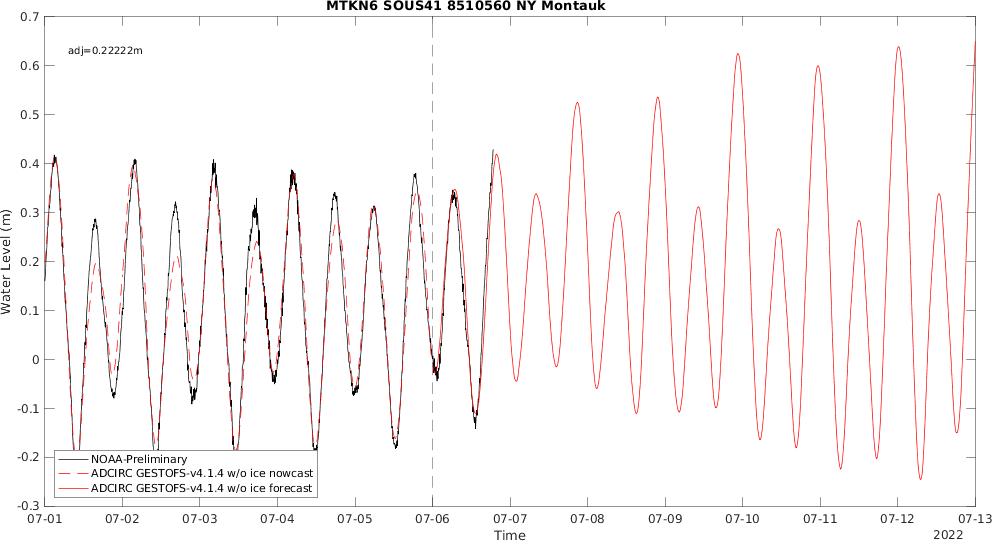 MTKN6 SOUS41 8510560 NY Montauk
adj=0.22222m
Water Level (m)
0.7
0.6
0.5
0.4
0.3
0.2
0.1
0
-0.1
-0.2
-0.3
NOAA-Preliminary
ADCIRC GESTOFS-v4.1.4 w/o ice nowcast
ADCIRC GESTOFS-v4.1.4 w/o ice forecast
07-01 07-02 07-03 07-04 07-05 07-06 07-07 07-08 07-09 07-10 07-11 07-12 07-13
Time
2022